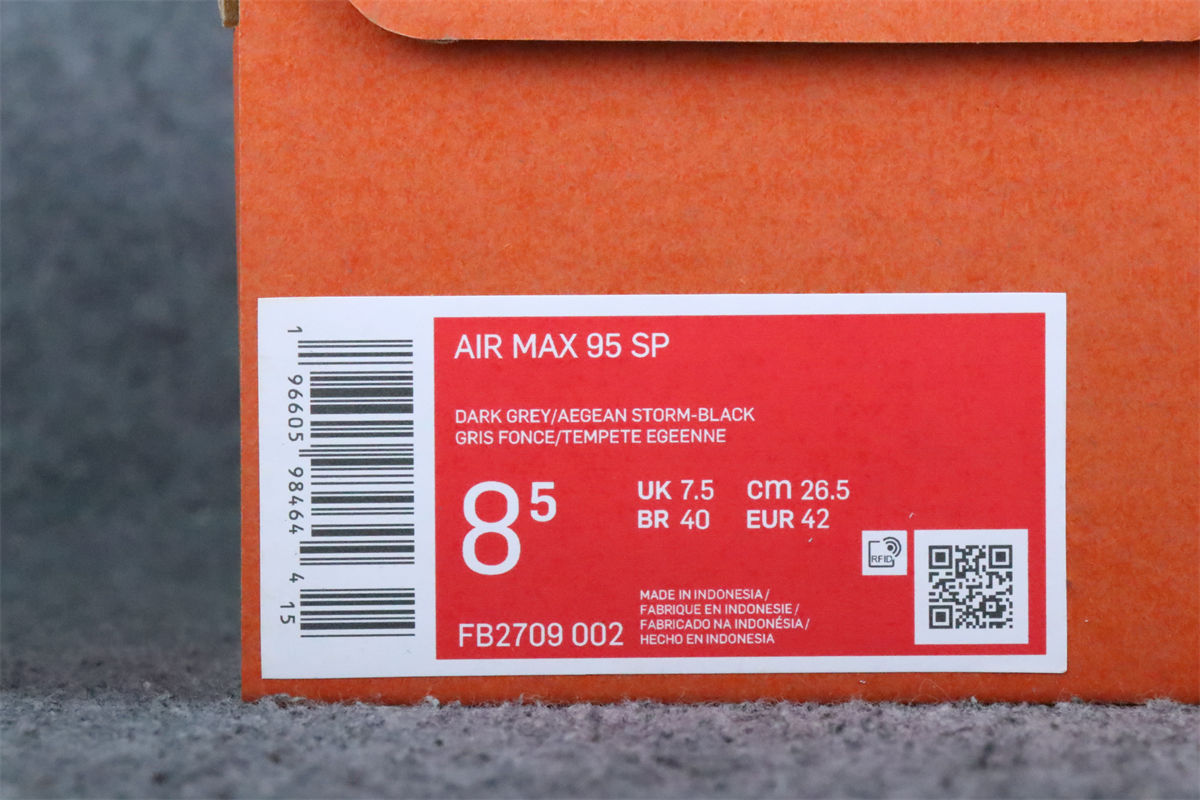 1 96605 98464 4 15
AIR MAX 95 SP
DARK GREY/AEGEAN STORM-BLACK
GRIS FONCE/TEMPETE EGEENNE
8⁵
UK 7.5 cm 26.5
BR 40 EUR 42
RFID
FB2709 002
MADE IN INDONESIA /
FABRIQUE EN INDONESIE /
FABRICADO NA INDONÉSIA /
HECHO EN INDONESIA